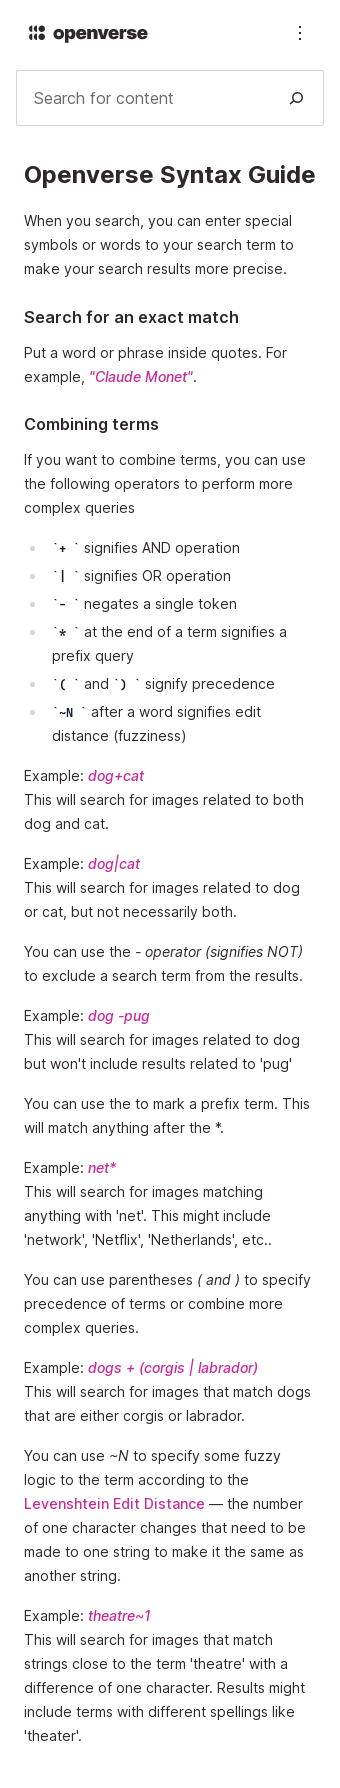 openverse
Search for content
Openverse Syntax Guide
When you search, you can enter special
symbols or words to your search term to
make your search results more precise.
Search for an exact match
Put a word or phrase inside quotes. For
example, "Claude Monet".
Combining terms
If you want to combine terms, you can use
the following operators to perform more
complex queries
`+ ` signifies AND operation
`| ` signifies OR operation
`- ` negates a single token
`* ` at the end of a term signifies a
prefix query
`( ` and `) ` signify precedence
`~N ` after a word signifies edit
distance (fuzziness)
Example: dog+cat
This will search for images related to both
dog and cat.
Example: dog|cat
This will search for images related to dog
or cat, but not necessarily both.
You can use the - operator (signifies NOT)
to exclude a search term from the results.
Example: dog -pug
This will search for images related to dog
but won't include results related to 'pug'
You can use the to mark a prefix term. This
will match anything after the *.
Example: net*
This will search for images matching
anything with 'net'. This might include
'network', 'Netflix', 'Netherlands', etc..
You can use parentheses ( and ) to specify
precedence of terms or combine more
complex queries.
Example: dogs + (corgis | labrador)
This will search for images that match dogs
that are either corgis or labrador.
You can use ~N to specify some fuzzy
logic to the term according to the
Levenshtein Edit Distance — the number
of one character changes that need to be
made to one string to make it the same as
another string.
Example: theatre~1
This will search for images that match
strings close to the term 'theatre' with a
difference of one character. Results might
include terms with different spellings like
'theater'.